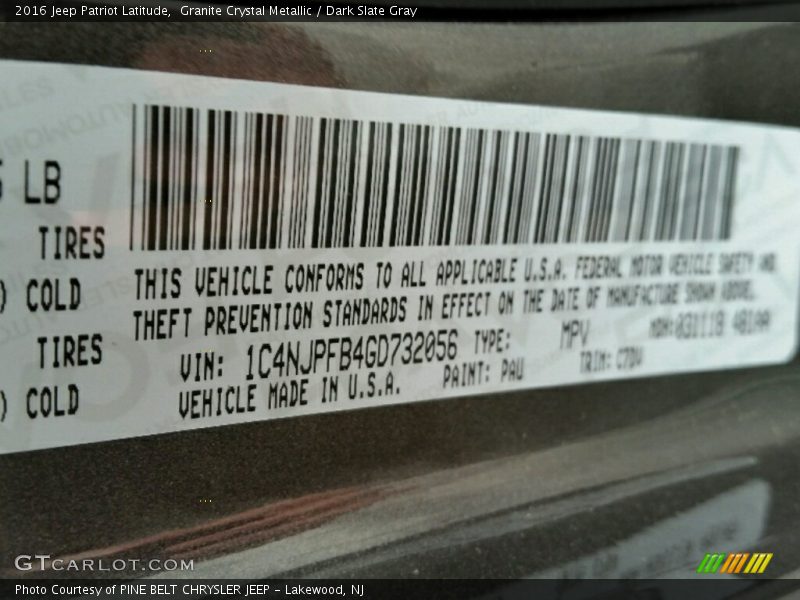 2016 Jeep Patriot Latitude,  Granite Crystal Metallic / Dark Slate Gray
LB
TIRES
) COLD
TIRES
) COLD
THIS VEHICLE CONFORMS TO ALL APPLICABLE U.S.A. FEDERAL MOTOR VEHICLE SAFETY AND
THEFT PREVENTION STANDARDS IN EFFECT ON THE DATE OF MANUFACTURE SHOWN ABOVE.
VIN: 1C4NJPFB4GD732056 TYPE: MPV
VEHICLE MADE IN U.S.A. PAINT: PAU TRIM:
GTCARLOT.COM
Photo Courtesy of PINE BELT CHRYSLER JEEP - Lakewood, NJ